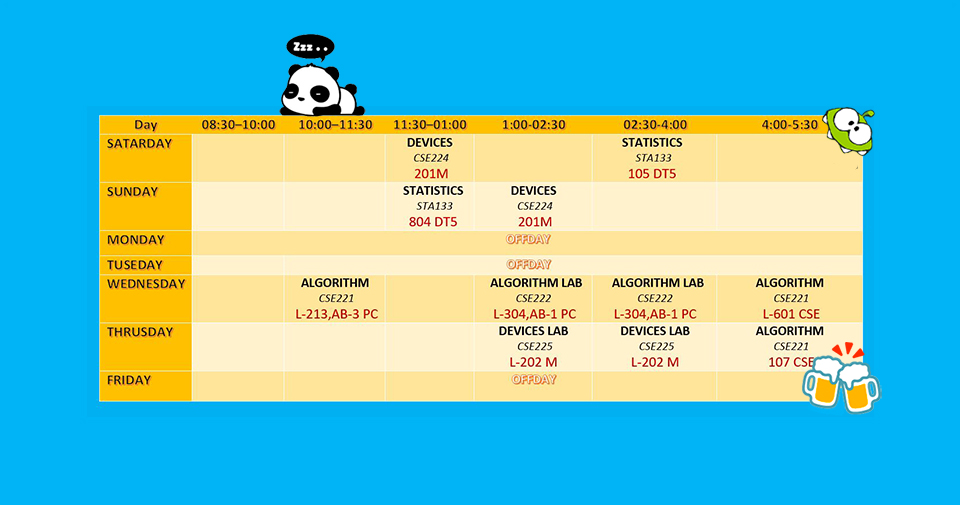 Zzz . .
Day 08:30–10:00 10:00–11:30 11:30–01:00 1:00-02:30 02:30-4:00 4:00-5:30
SATARDAY DEVICES STATISTICS
CSE224 STA133
201M 105 DT5
SUNDAY STATISTICS DEVICES
STA133 CSE224
804 DT5 201M
MONDAY OFFDAY
TUSEDAY OFFDAY
WEDNESDAY ALGORITHM ALGORITHM LAB ALGORITHM LAB ALGORITHM
CSE221 CSE222 CSE222 CSE221
L-213,AB-3 PC L-304,AB-1 PC L-304,AB-1 PC L-601 CSE
THRUSDAY DEVICES LAB DEVICES LAB ALGORITHM
CSE225 CSE225 CSE221
L-202 M L-202 M 107 CSE
FRIDAY OFFDAY